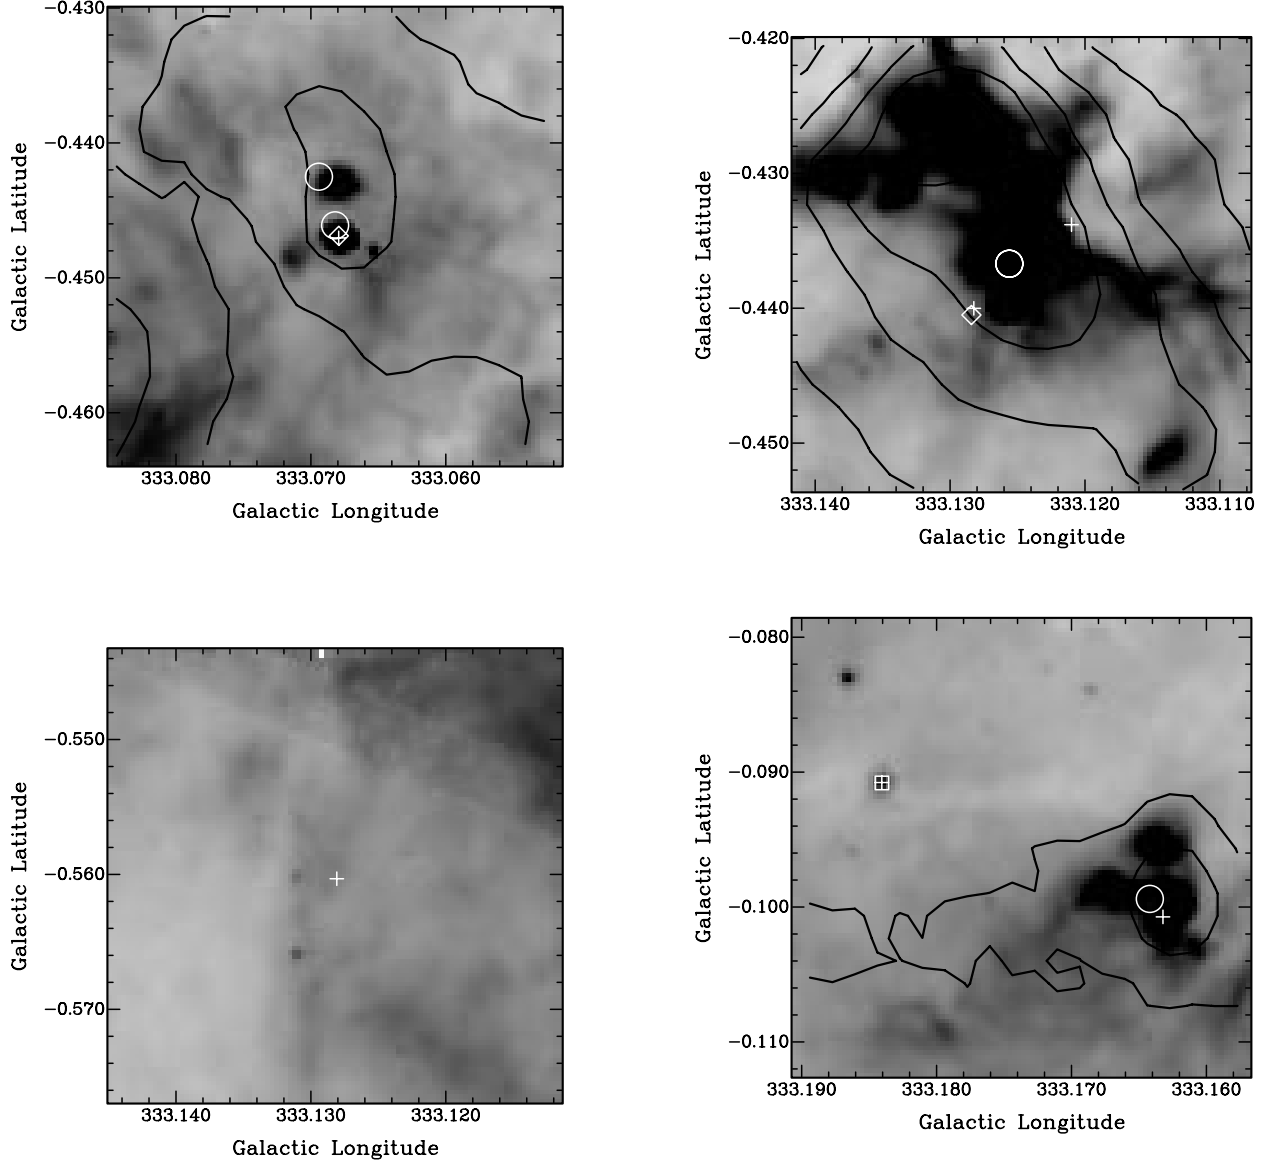 −0.430
−0.440
−0.450
−0.460
Galactic Latitude
333.080 333.070 333.060
Galactic Longitude
−0.420
−0.430
−0.440
−0.450
Galactic Latitude
333.140 333.130 333.120 333.110
Galactic Longitude
−0.550
−0.560
−0.570
Galactic Latitude
333.140 333.130 333.120
Galactic Longitude
−0.080
−0.090
−0.100
−0.110
Galactic Latitude
333.190 333.180 333.170 333.160
Galactic Longitude